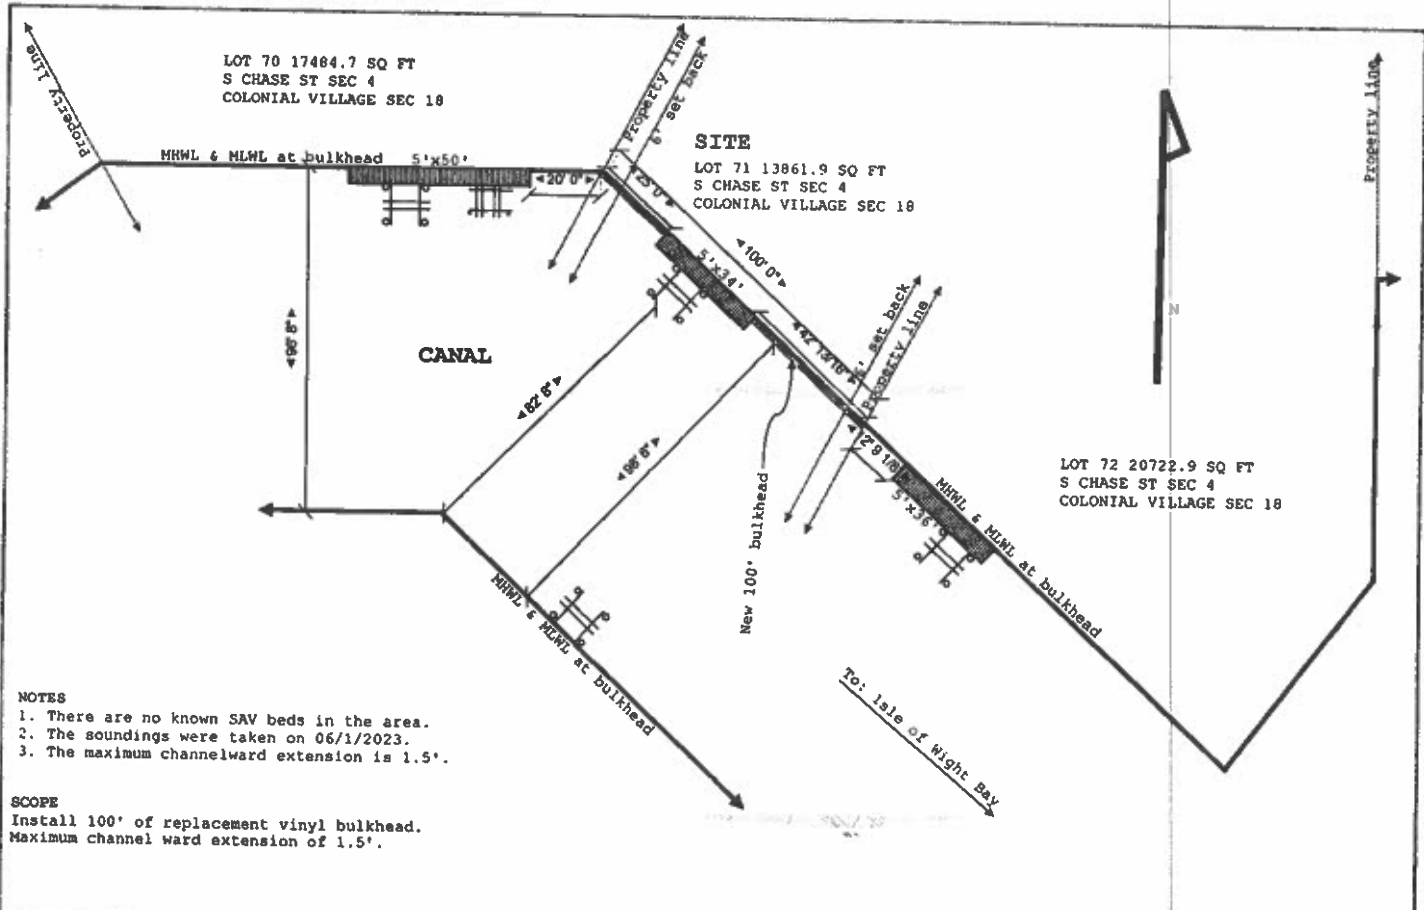 Property line
LOT 70 17484.7 SQ FT
S CHASE ST SEC 4
COLONIAL VILLAGE SEC 18
Property line
6' set back
SITE
LOT 71 13861.9 SQ FT
S CHASE ST SEC 4
COLONIAL VILLAGE SEC 18
Property line
MHWL & MLWL at bulkhead
5'x50'
20'0"
25'0"
100'0"
5'x34'
N
CANAL
98'8"
82'8"
98'8"
set back
Property line
New 100' bulkhead
5'x36'
MHWL & MLWL at bulkhead
LOT 72 20722.9 SQ FT
S CHASE ST SEC 4
COLONIAL VILLAGE SEC 18
MHWL & MLWL at bulkhead
To: Isle of Wight Bay
NOTES
1. There are no known SAV beds in the area.
2. The soundings were taken on 06/1/2023.
3. The maximum channelward extension is 1.5'.
SCOPE
Install 100' of replacement vinyl bulkhead.
Maximum channel ward extension of 1.5'.